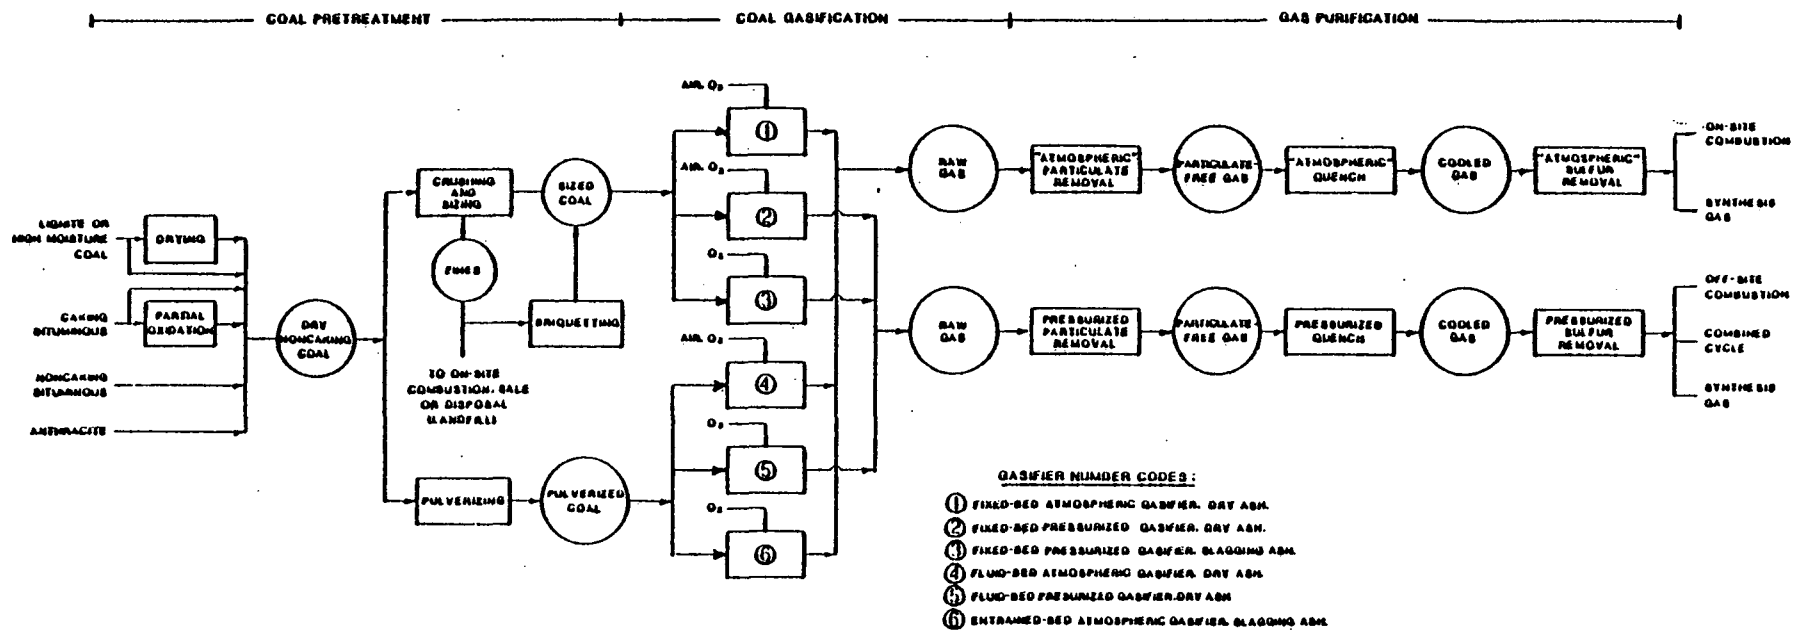 COAL PRETREATMENT
COAL GASIFICATION
GAS PURIFICATION
LIGNITE OR
HIGH MOISTURE
COAL
DRYING
CAKING
BITUMINOUS
PARTIAL
OXIDATION
NONCAKING
BITUMINOUS
ANTHRACITE
DRY
NONCAKING
COAL
CRUSHING
AND
SIZING
SIZED
COAL
FINES
BRIQUETTING
TO ON-SITE
COMBUSTION, SALE
OR DISPOSAL
(LANDFILL)
PULVERIZING
PULVERIZED
COAL
AIR, O₂
①
AIR, O₂
②
O₂
③
AIR, O₂
④
O₂
⑤
O₂
⑥
RAW
GAS
"ATMOSPHERIC"
PARTICULATE
REMOVAL
PARTICULATE-
FREE GAS
"ATMOSPHERIC"
QUENCH
COOLED
GAS
"ATMOSPHERIC"
SULFUR
REMOVAL
ON-SITE
COMBUSTION
SYNTHESIS
GAS
RAW
GAS
PRESSURIZED
PARTICULATE
REMOVAL
PARTICULATE-
FREE GAS
PRESSURIZED
QUENCH
COOLED
GAS
PRESSURIZED
SULFUR
REMOVAL
OFF-SITE
COMBUSTION
COMBINED
CYCLE
SYNTHESIS
GAS
GASIFIER NUMBER CODES:
① FIXED-BED ATMOSPHERIC GASIFIER, DRY ASH.
② FIXED-BED PRESSURIZED GASIFIER, DRY ASH.
③ FIXED-BED PRESSURIZED GASIFIER, SLAGGING ASH.
④ FLUID-BED ATMOSPHERIC GASIFIER, DRY ASH
⑤ FLUID-BED PRESURIZED GASIFIER, DRY ASH
⑥ ENTRAINED-BED ATMOSPHERIC GASIFIER, SLAGGING ASH.